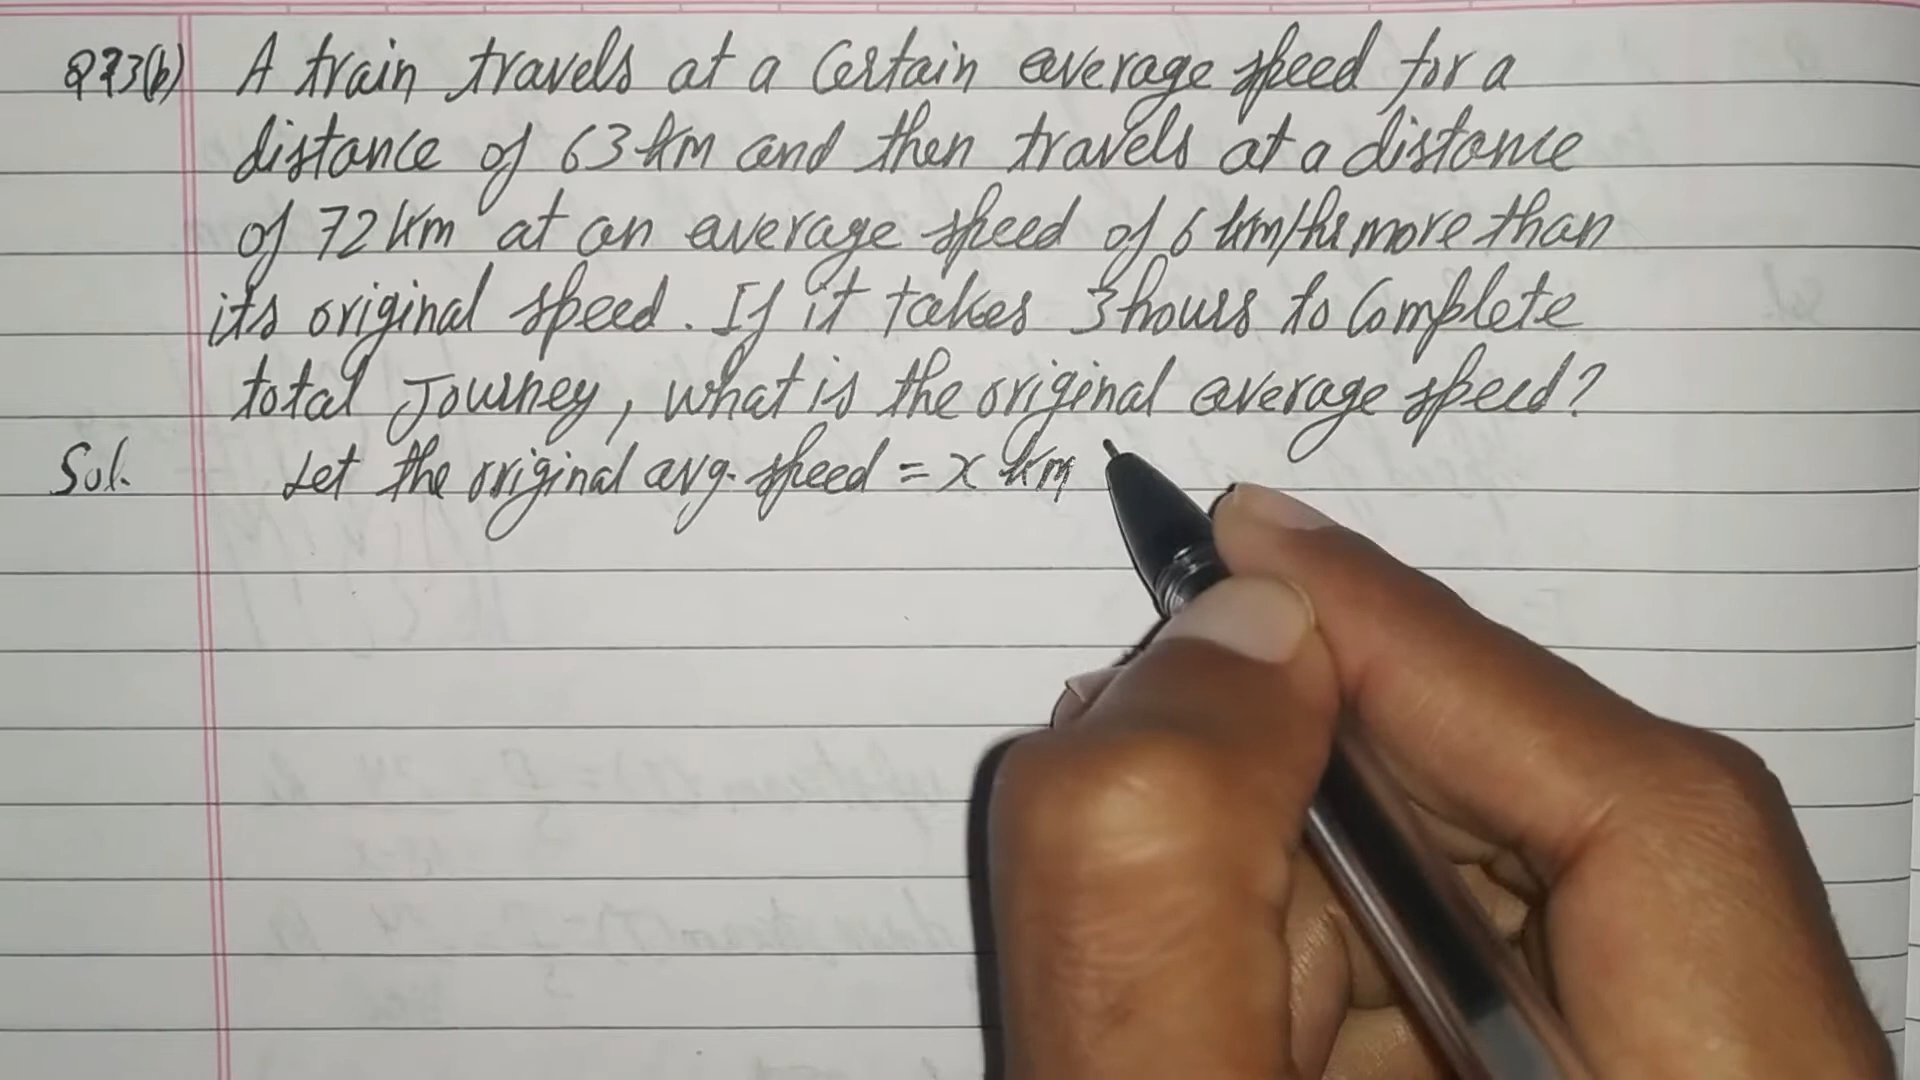 Q73(b) A train travels at a certain average speed for a
distance of 63 km and then travels at a distance
of 72 km at an average speed of 6 km/hr more than
its original speed. If it takes 3 hours to complete
total Journey, what is the original average speed?
Sol. Let the original avg. speed = x km